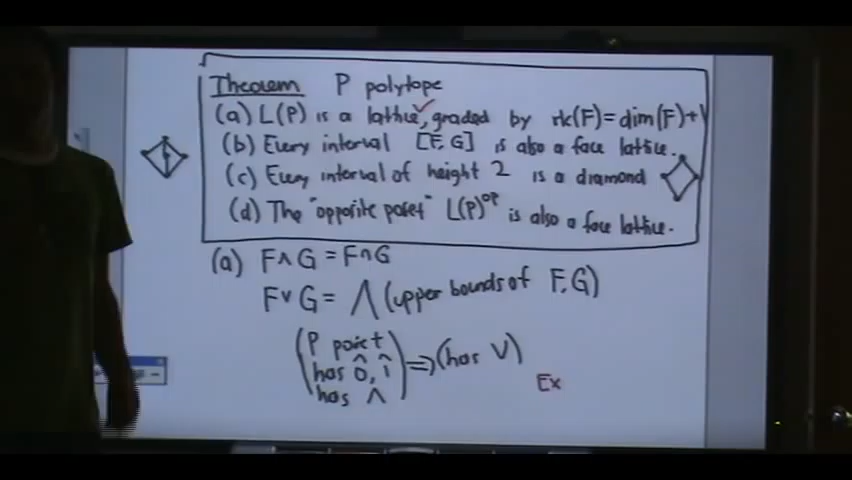 Theorem P polytope
(a) L(P) is a lattice✓, graded by rk(F)=dim(F)+1
(b) Every interval [F,G] is also a face lattice.
(c) Every interval of height 2 is a diamond
(d) The "opposite poset" L(P)^op is also a face lattice.
(a) F∧G = F∩G
F∨G = ⋀ (upper bounds of F,G)
(P poset
has 0̂, 1̂
has ∧) ⇒ (has ∨)
Ex